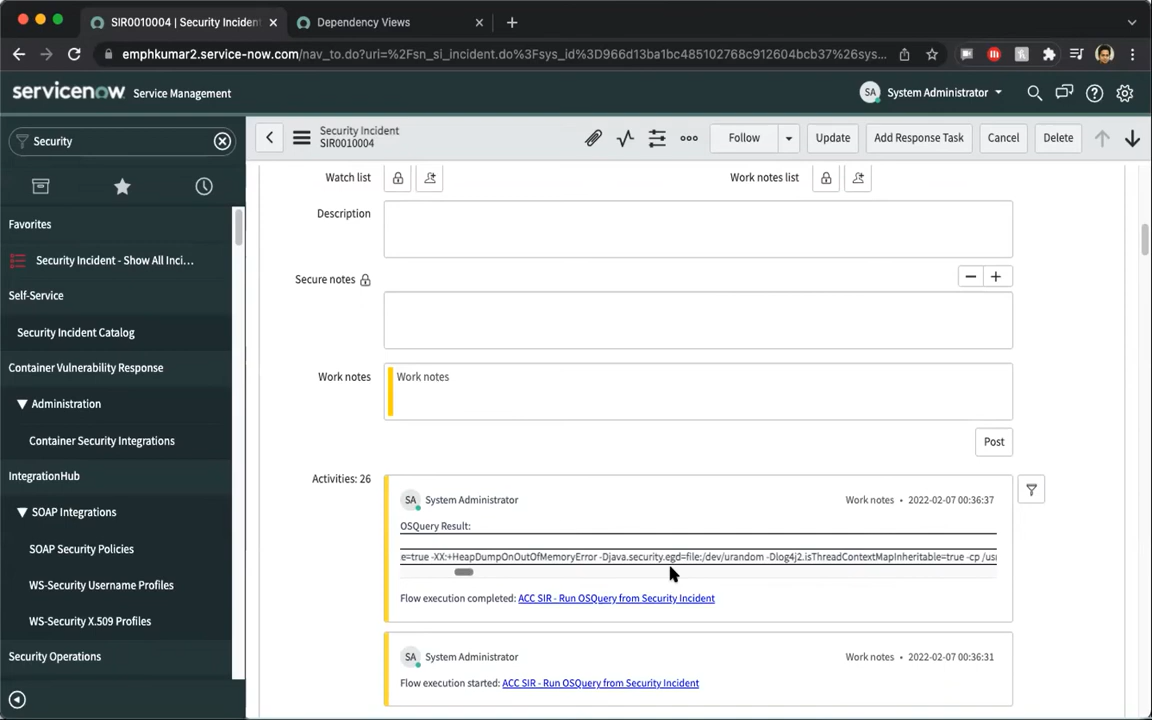 SIR0010004 | Security Incident
Dependency Views
emphkumar2.service-now.com/nav_to.do?uri=%2Fsn_si_incident.do%3Fsys_id%3D966d13ba1bc485102768c912604bcb37%26sys...
servicenow Service Management
SA System Administrator
Security
Security Incident
SIR0010004
Follow
Update
Add Response Task
Cancel
Delete
Favorites
Security Incident - Show All Inci...
Self-Service
Security Incident Catalog
Container Vulnerability Response
Administration
Container Security Integrations
IntegrationHub
SOAP Integrations
SOAP Security Policies
WS-Security Username Profiles
WS-Security X.509 Profiles
Security Operations
Watch list
Work notes list
Description
Secure notes
Work notes
Work notes
Post
Activities: 26
SA System Administrator
Work notes • 2022-02-07 00:36:37
OSQuery Result:
e=true -XX:+HeapDumpOnOutOfMemoryError -Djava.security.egd=file:/dev/urandom -Dlog4j2.isThreadContextMapInheritable=true -cp /us
Flow execution completed: ACC SIR - Run OSQuery from Security Incident
SA System Administrator
Work notes • 2022-02-07 00:36:31
Flow execution started: ACC SIR - Run OSQuery from Security Incident